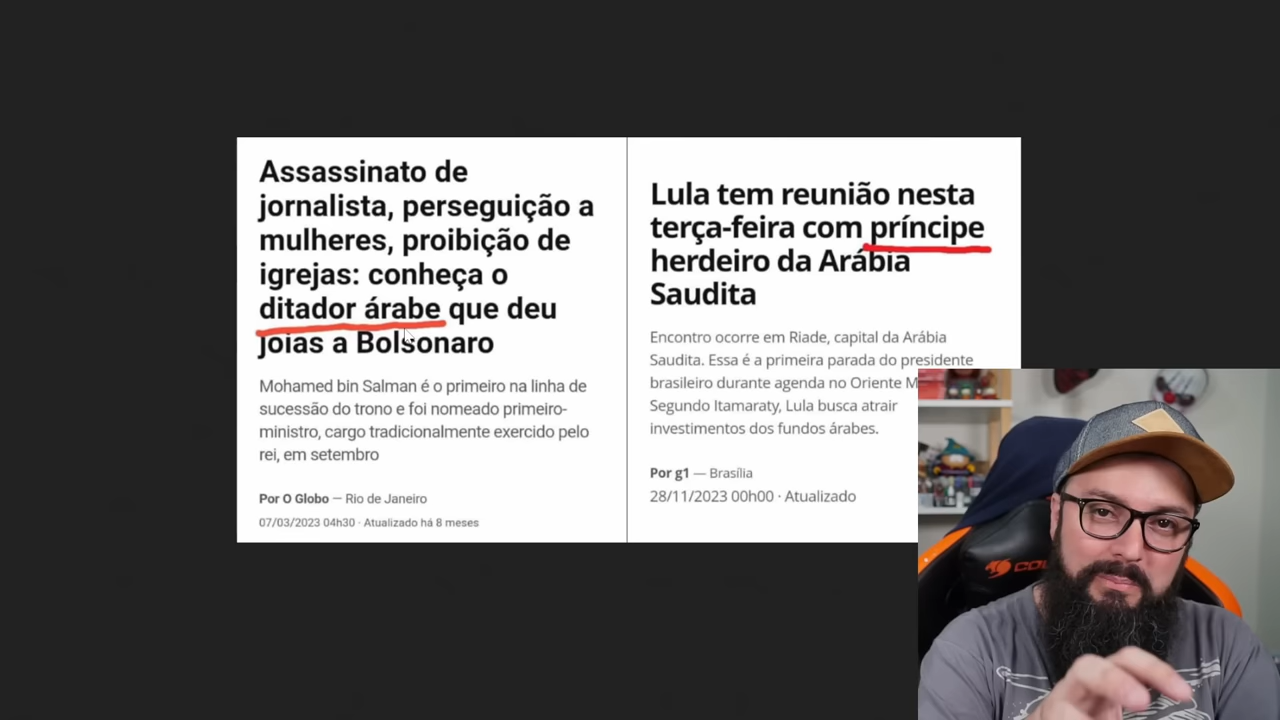 Assassinato de
jornalista, perseguição a
mulheres, proibição de
igrejas: conheça o
ditador árabe que deu
joias a Bolsonaro
Mohamed bin Salman é o primeiro na linha de
sucessão do trono e foi nomeado primeiro-
ministro, cargo tradicionalmente exercido pelo
rei, em setembro
Por O Globo — Rio de Janeiro
07/03/2023 04h30 · Atualizado há 8 meses
Lula tem reunião nesta
terça-feira com príncipe
herdeiro da Arábia
Saudita
Encontro ocorre em Riade, capital da Arábia
Saudita. Essa é a primeira parada do presidente
brasileiro durante agenda no Oriente M
Segundo Itamaraty, Lula busca atrair
investimentos dos fundos árabes.
Por g1 — Brasília
28/11/2023 00h00 · Atualizado